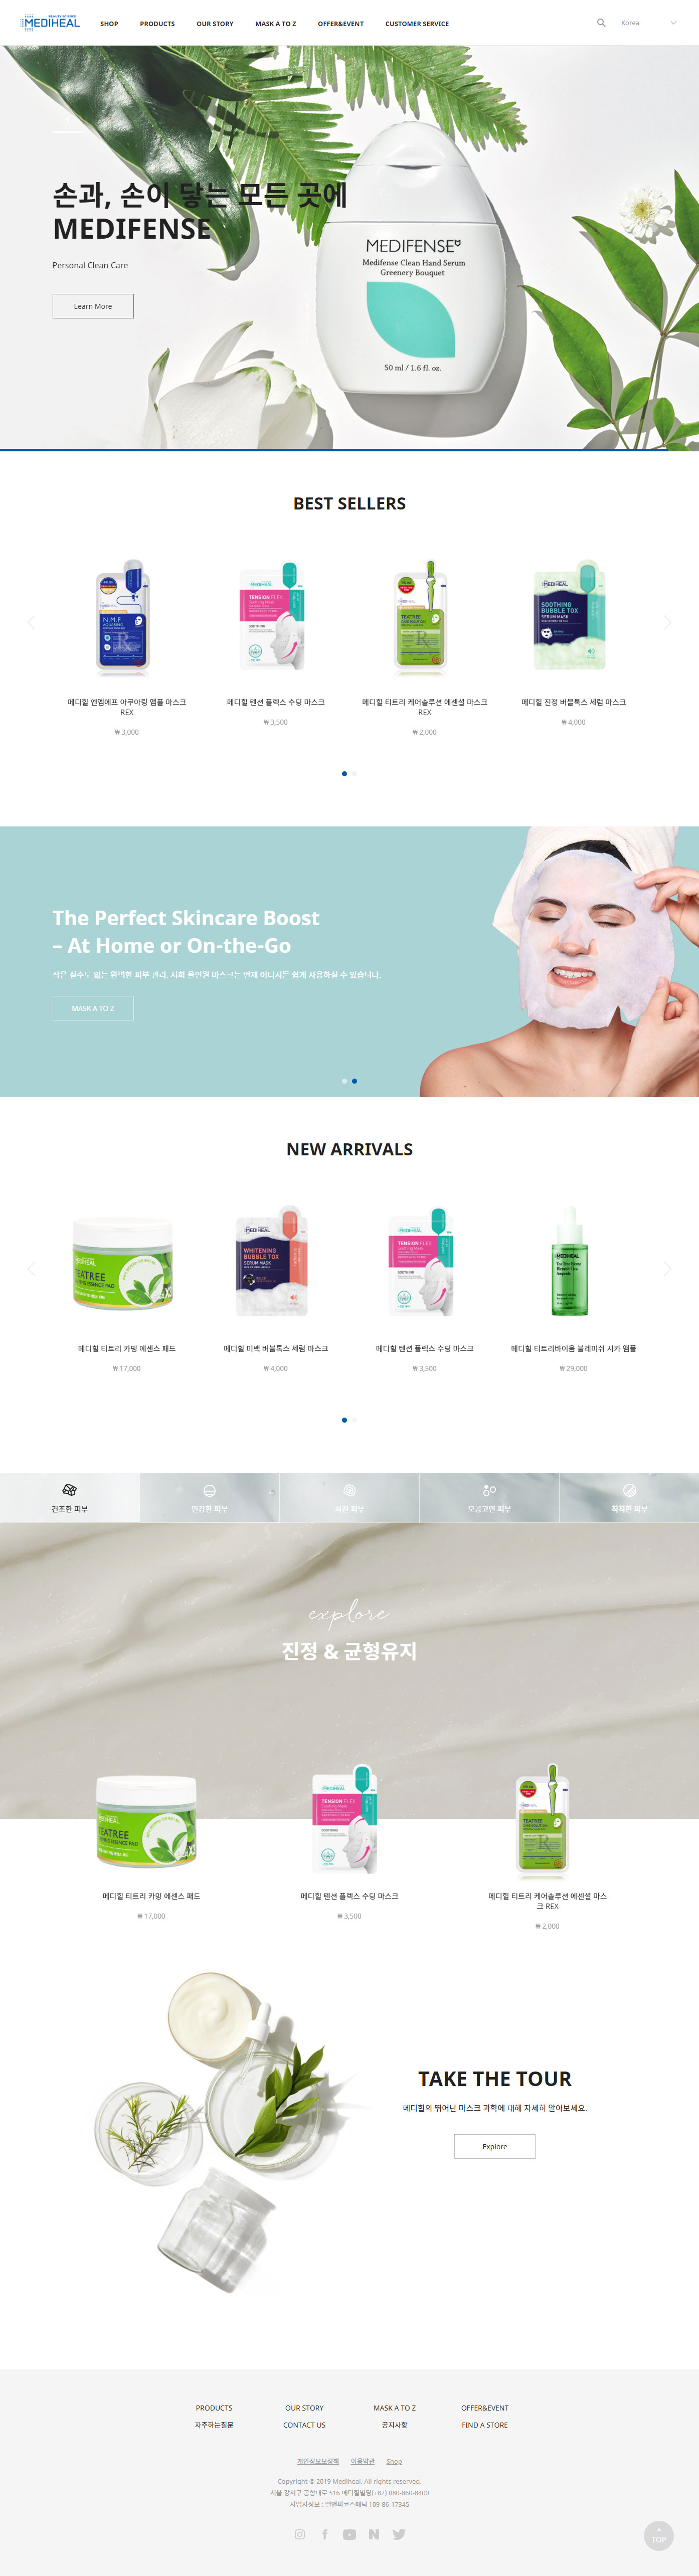 MEDIHEAL
SHOP
PRODUCTS
OUR STORY
MASK A TO Z
OFFER&EVENT
CUSTOMER SERVICE
Korea
손과, 손이 닿는 모든 곳에
MEDIFENSE
Personal Clean Care
Learn More
MEDIFENSE
Medifense Clean Hand Serum
Greenery Bouquet
50 ml / 1.6 fl. oz.
BEST SELLERS
메디힐 엔엠에프 아쿠아링 앰플 마스크
REX
₩ 3,000
메디힐 텐션 플렉스 수딩 마스크
₩ 3,500
메디힐 티트리 케어솔루션 에센셜 마스크
REX
₩ 2,000
메디힐 진정 버블톡스 세럼 마스크
₩ 4,000
The Perfect Skincare Boost
– At Home or On-the-Go
작은 실수도 없는 완벽한 피부 관리. 저희 올인원 마스크는 언제 어디서든 쉽게 사용하실 수 있습니다.
MASK A TO Z
NEW ARRIVALS
메디힐 티트리 카밍 에센스 패드
₩ 17,000
메디힐 미백 버블톡스 세럼 마스크
₩ 4,000
메디힐 텐션 플렉스 수딩 마스크
₩ 3,500
메디힐 티트리바이옴 블레미쉬 시카 앰플
₩ 29,000
건조한 피부
민감한 피부
피부
모공고민 피부
칙칙한 피부
explore
진정 & 균형유지
메디힐 티트리 카밍 에센스 패드
₩ 17,000
메디힐 텐션 플렉스 수딩 마스크
₩ 3,500
메디힐 티트리 케어솔루션 에센셜 마스
크 REX
₩ 2,000
TAKE THE TOUR
메디힐의 뛰어난 마스크 과학에 대해 자세히 알아보세요.
Explore
PRODUCTS
OUR STORY
MASK A TO Z
OFFER&EVENT
자주하는질문
CONTACT US
공지사항
FIND A STORE
개인정보보정책
이용약관
Shop
Copyright © 2019 Mediheal. All rights reserved.
서울 강서구 공항대로 516 메디힐빌딩(+82) 080-860-8400
사업자정보 : 엘앤피코스메틱 109-86-17345
TOP